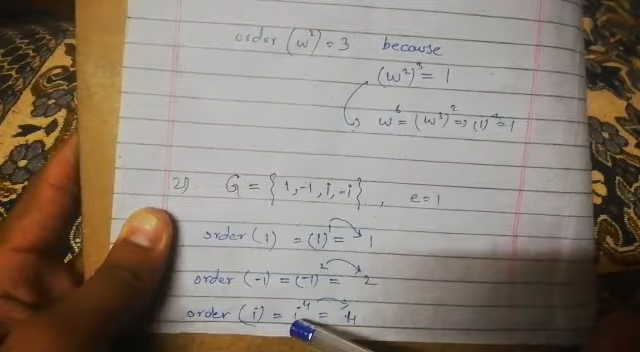 order (w²) = 3 because
(w²)³ = 1
w⁶ = (w³)² => (1)² = 1
2) G = {1, -1, i, -i}, e = 1
order (1) = (1)¹ = 1
order (-1) = (-1)² = 2
order (i) = i⁴ = 4